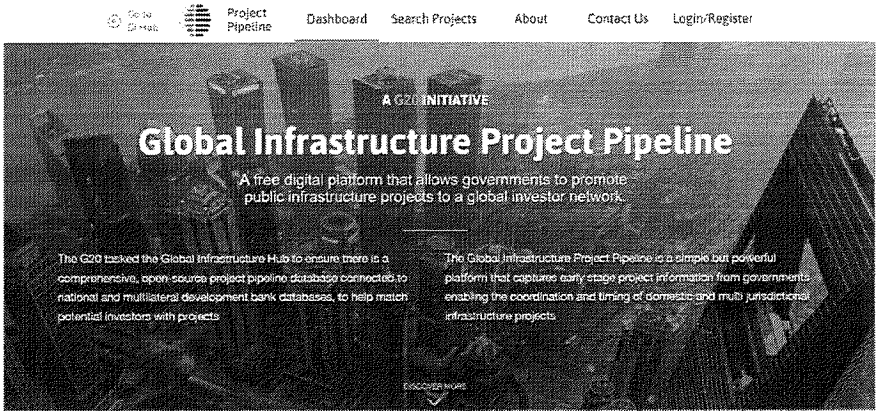 Go to
GI Hub
Project
Pipeline
Dashboard
Search Projects
About
Contact Us
Login/Register
A G20 INITIATIVE
Global Infrastructure Project Pipeline
A free digital platform that allows governments to promote
public infrastructure projects to a global investor network.
The G20 tasked the Global Infrastructure Hub to ensure there is a
comprehensive, open-source project pipeline database connected to
national and multilateral development bank databases, to help match
potential investors with projects
The Global Infrastructure Project Pipeline is a simple but powerful
platform that captures early stage project information from governments
enabling the coordination and timing of domestic and multi jurisdictional
infrastructure projects
DISCOVER MORE